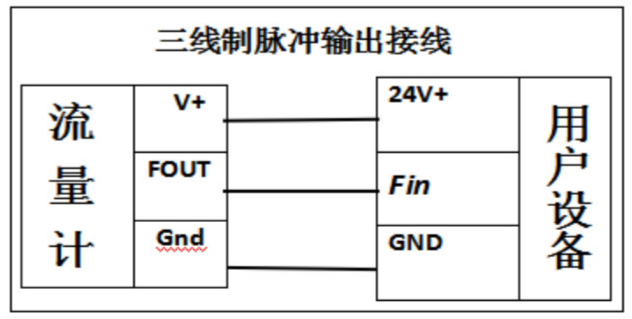 三线制脉冲输出接线
流量计
V+
FOUT
Gnd
24V+
Fin
GND
用户设备